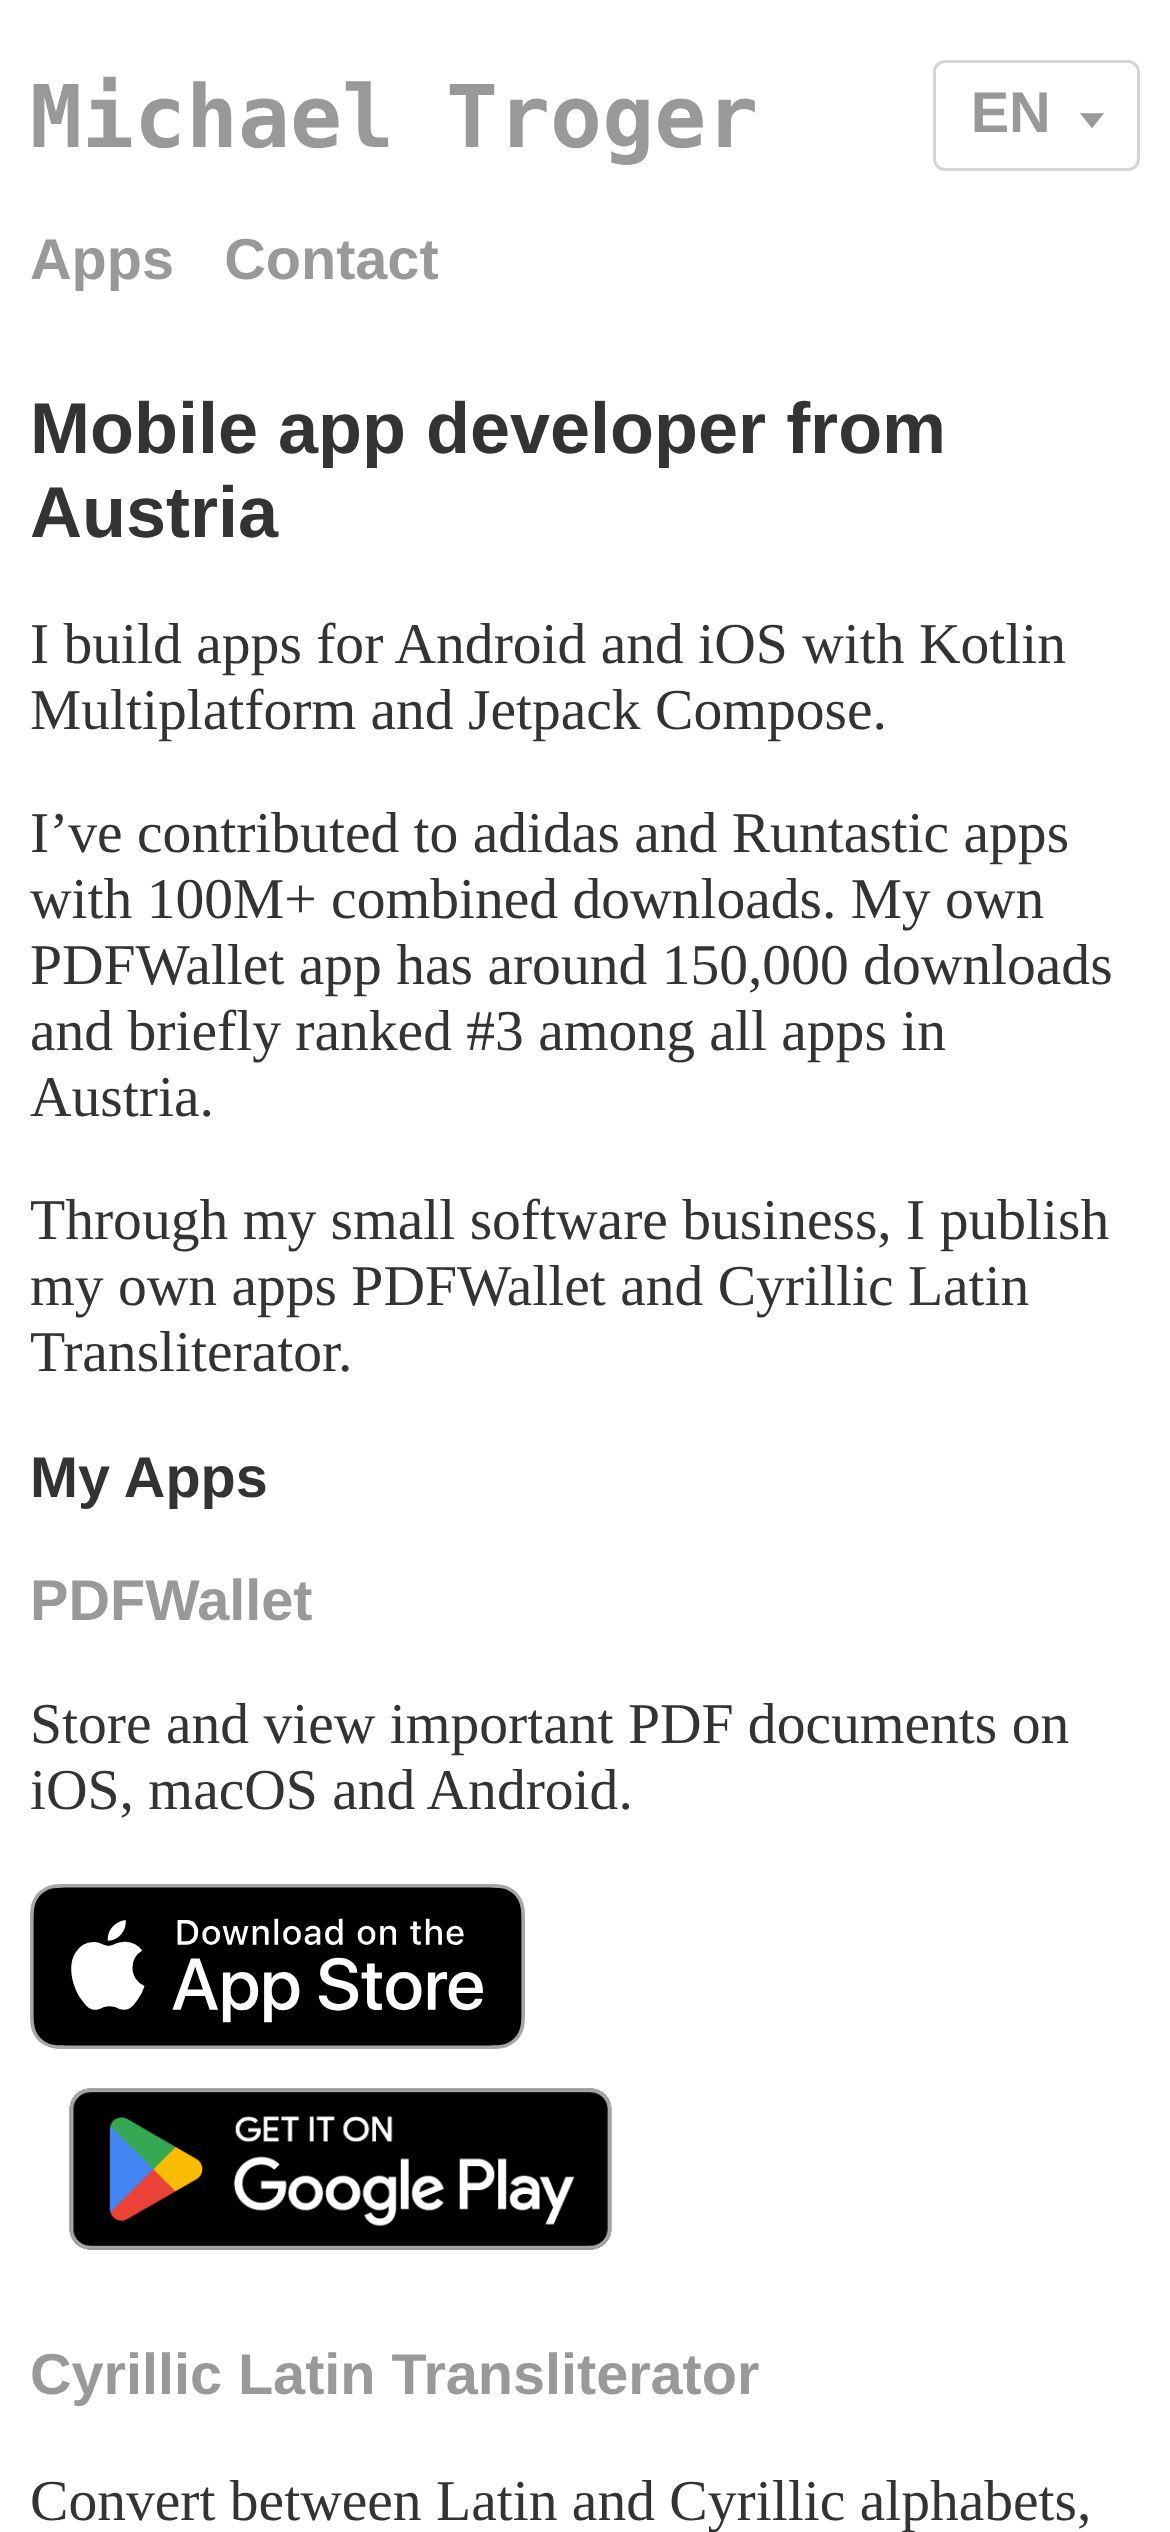 Michael Troger
EN
Apps Contact
Mobile app developer from
Austria
I build apps for Android and iOS with Kotlin
Multiplatform and Jetpack Compose.
I’ve contributed to adidas and Runtastic apps
with 100M+ combined downloads. My own
PDFWallet app has around 150,000 downloads
and briefly ranked #3 among all apps in
Austria.
Through my small software business, I publish
my own apps PDFWallet and Cyrillic Latin
Transliterator.
My Apps
PDFWallet
Store and view important PDF documents on
iOS, macOS and Android.
Download on the
App Store
GET IT ON
Google Play
Cyrillic Latin Transliterator
Convert between Latin and Cyrillic alphabets,